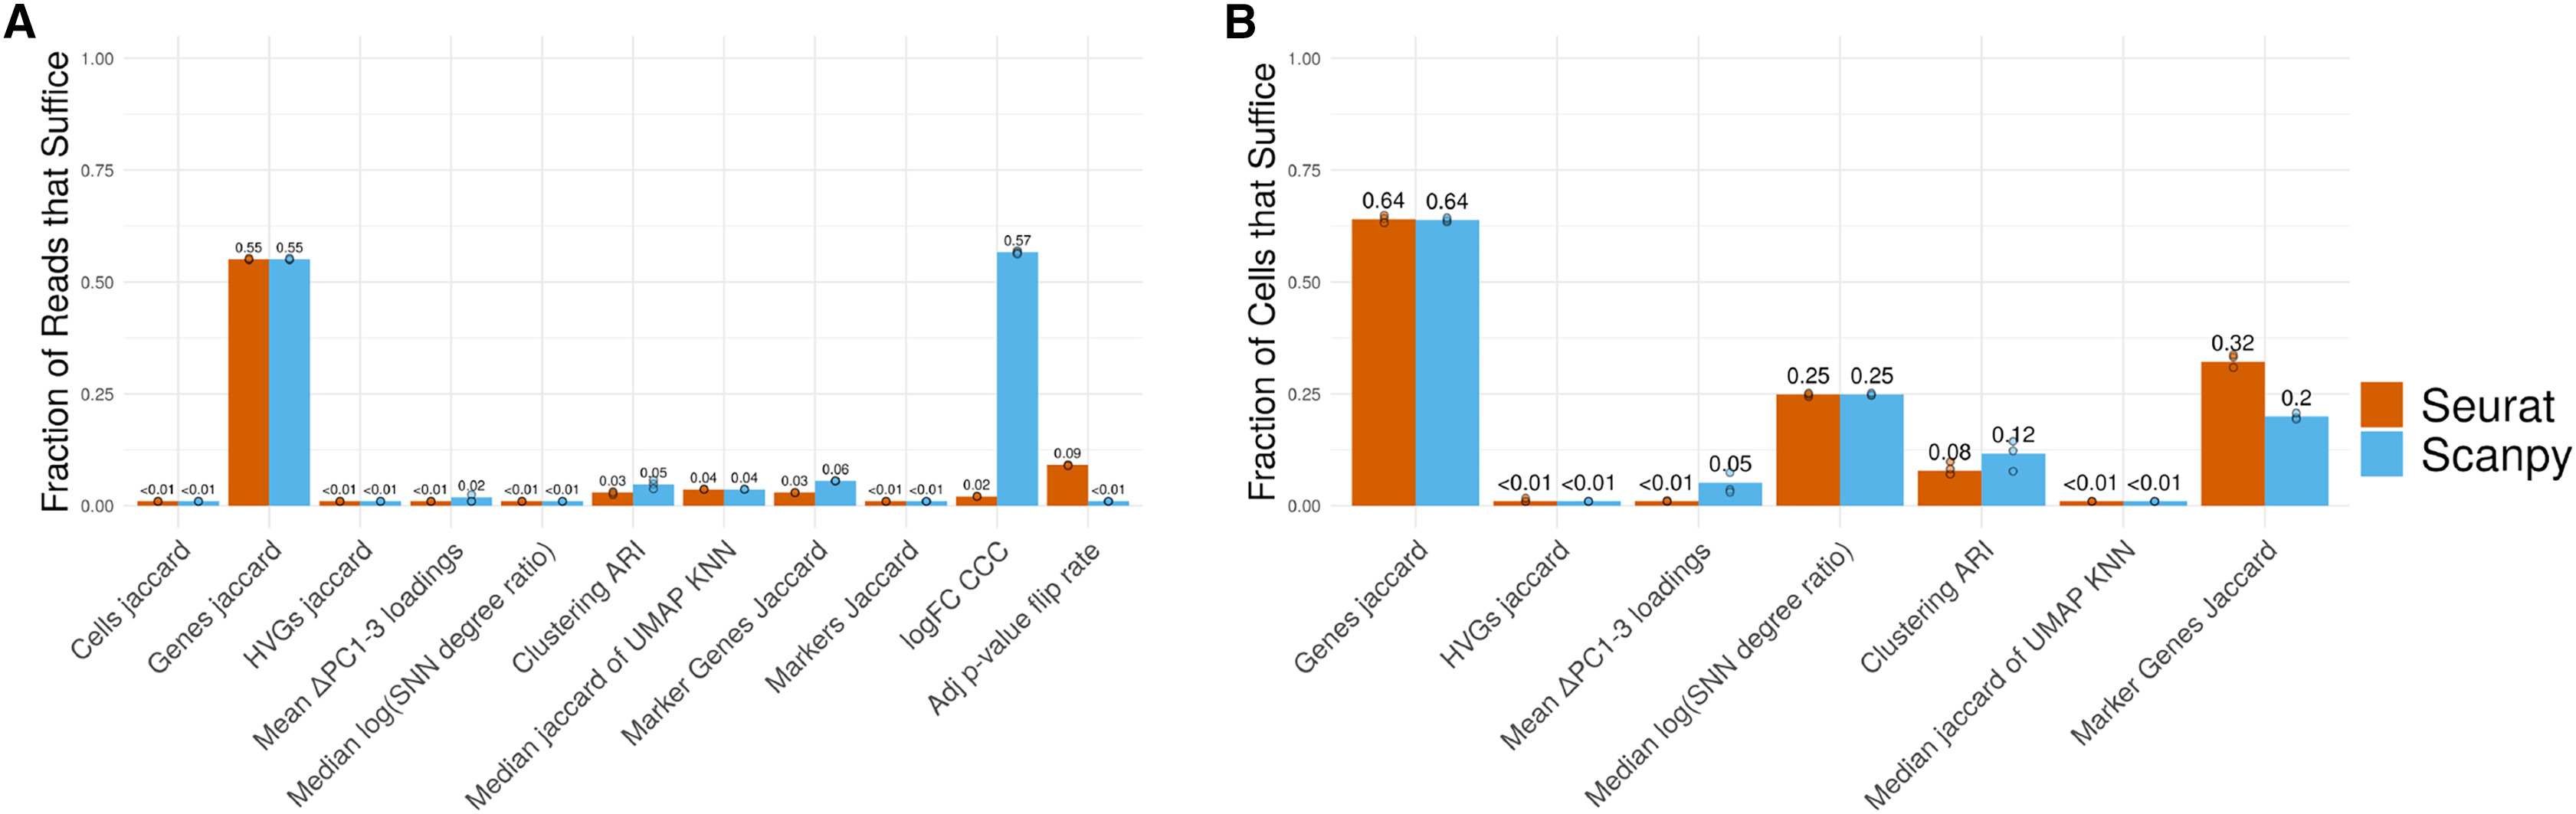 A
Fraction of Reads that Suffice
1.00
0.75
0.50
0.25
0.00
<0.01 <0.01
0.55 0.55
<0.01 <0.01
<0.01 0.02
<0.01 <0.01
0.03 0.05
0.04 0.04
0.03 0.06
<0.01 <0.01
0.02 0.57
0.09 <0.01
Cells jaccard
Genes jaccard
HVGs jaccard
Mean ΔPC1-3 loadings
Median log(SNN degree ratio)
Clustering ARI
Median jaccard of UMAP KNN
Marker Genes Jaccard
Markers Jaccard
logFC CCC
Adj p-value flip rate
B
Fraction of Cells that Suffice
1.00
0.75
0.50
0.25
0.00
0.64 0.64
<0.01 <0.01
<0.01 0.05
0.25 0.25
0.08 0.12
<0.01 <0.01
0.32 0.2
Genes jaccard
HVGs jaccard
Mean ΔPC1-3 loadings
Median log(SNN degree ratio)
Clustering ARI
Median jaccard of UMAP KNN
Marker Genes Jaccard
Seurat
Scanpy